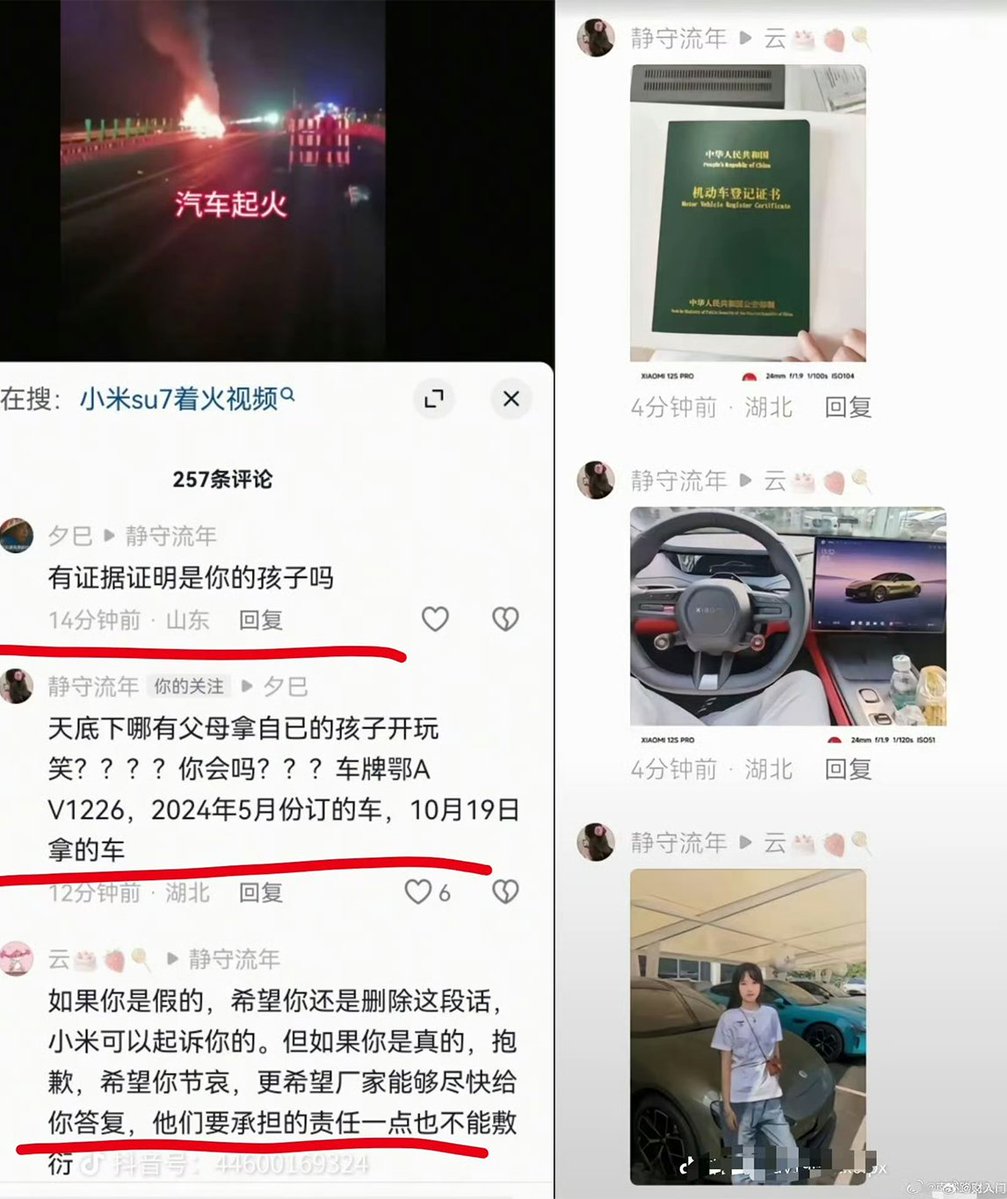 汽车起火
在搜：小米su7着火视频
257条评论
夕巳 ▶ 静守流年
有证据证明是你的孩子吗
14分钟前 · 山东 回复
静守流年 你的关注 ▶ 夕巳
天底下哪有父母拿自已的孩子开玩
笑？？？？你会吗？？？车牌鄂A
V1226，2024年5月份订的车，10月19日
拿的车
12分钟前 · 湖北 回复 6
云 ▶ 静守流年
如果你是假的，希望你还是删除这段话，
小米可以起诉你的。但如果你是真的，抱
歉，希望你节哀，更希望厂家能够尽快给
你答复，他们要承担的责任一点也不能敷
衍
抖音号：44600169324
静守流年 ▶ 云
中华人民共和国
People's Republic of China
机动车登记证书
Motor Vehicle Register Certificate
中华人民共和国公安部制
XIAOMI 12S PRO 24mm f/1.9 1/100s ISO104
4分钟前 · 湖北 回复
静守流年 ▶ 云
XIAOMI
XIAOMI 12S PRO 24mm f/1.9 1/120s ISO51
4分钟前 · 湖北 回复
静守流年 ▶ 云